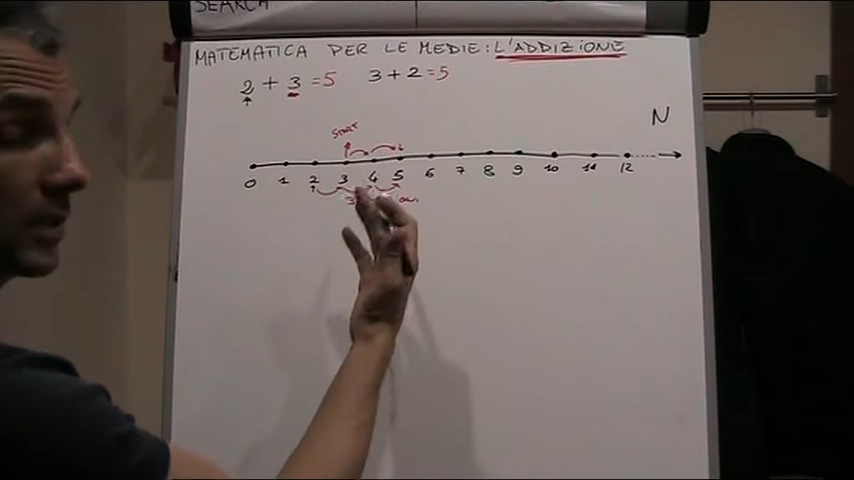 SEARCH
MATEMATICA PER LE MEDIE: L'ADDIZIONE
2 + 3 = 5 3 + 2 = 5
N
START
0 1 2 3 4 5 6 7 8 9 10 11 12